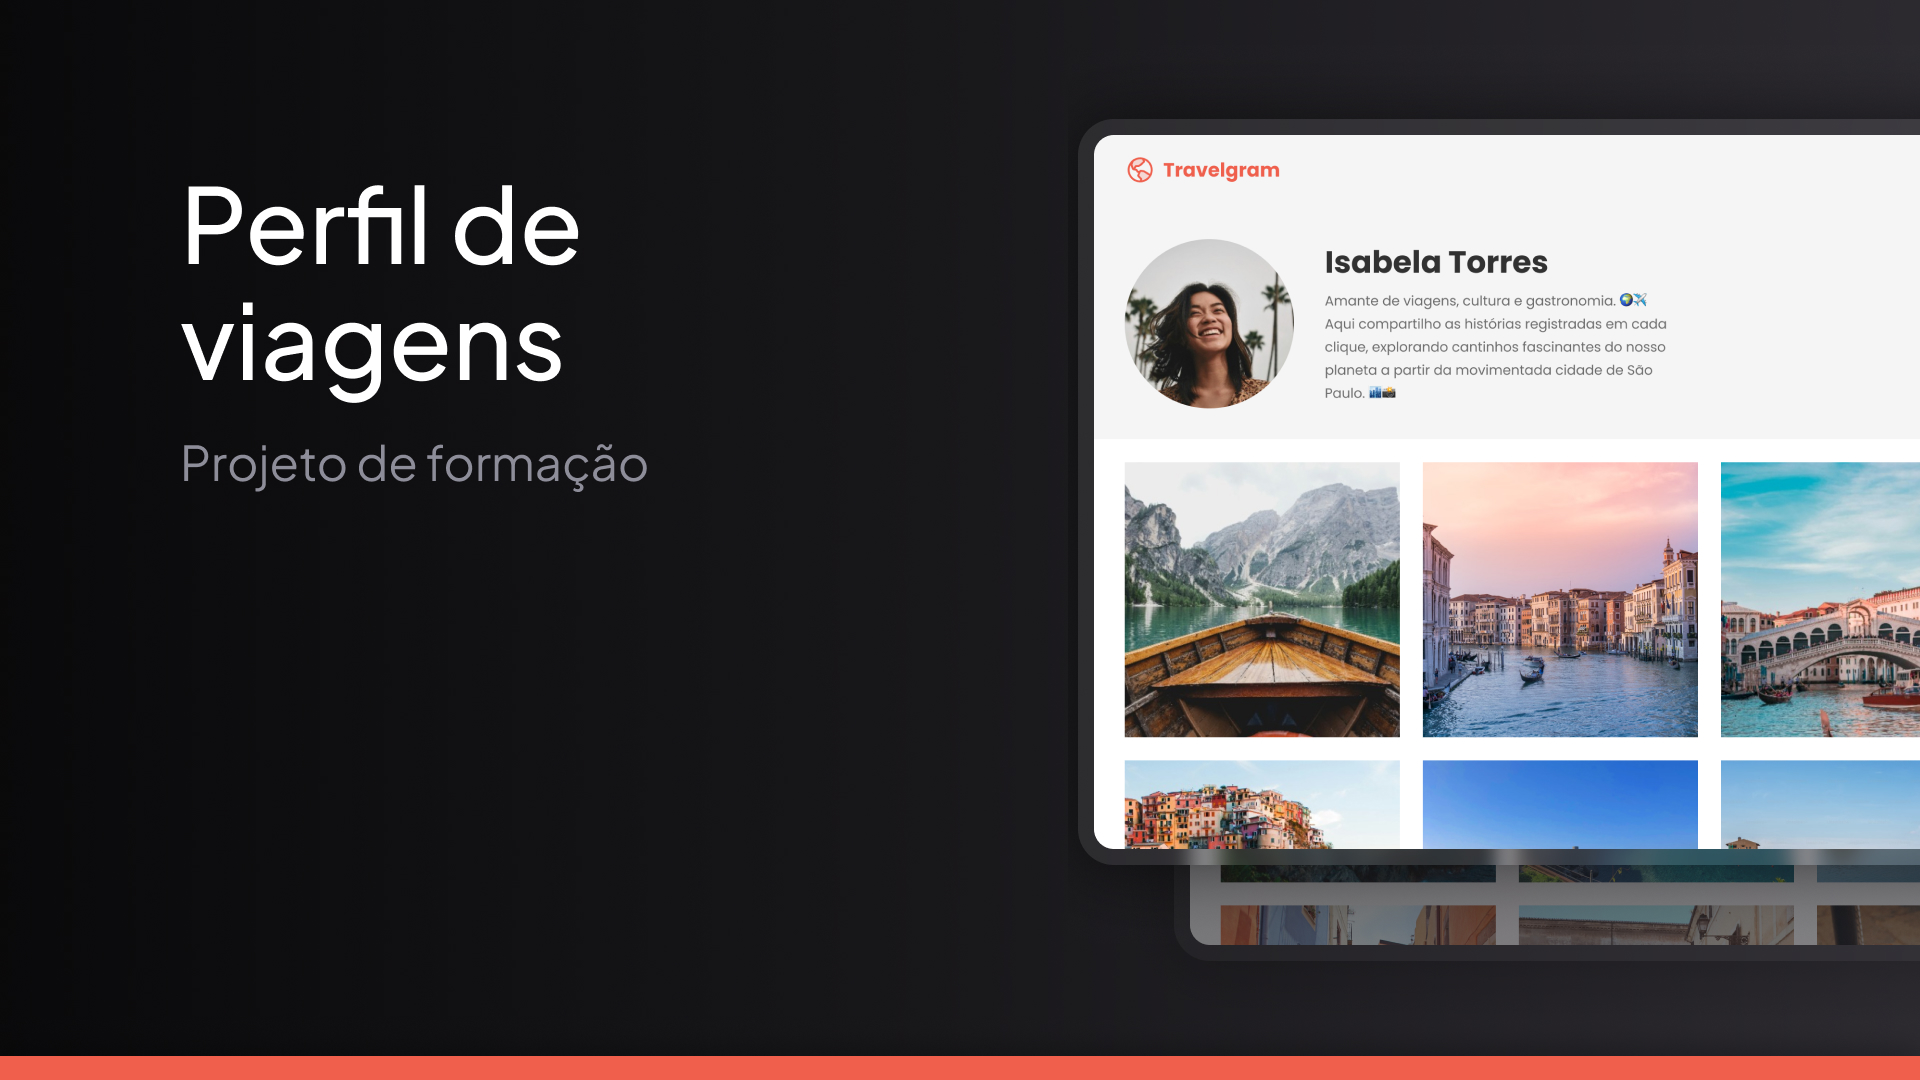 Perfil de
viagens
Projeto de formação
Travelgram
Isabela Torres
Amante de viagens, cultura e gastronomia. 🌍✈️
Aqui compartilho as histórias registradas em cada
clique, explorando cantinhos fascinantes do nosso
planeta a partir da movimentada cidade de São
Paulo. 🏙️📸